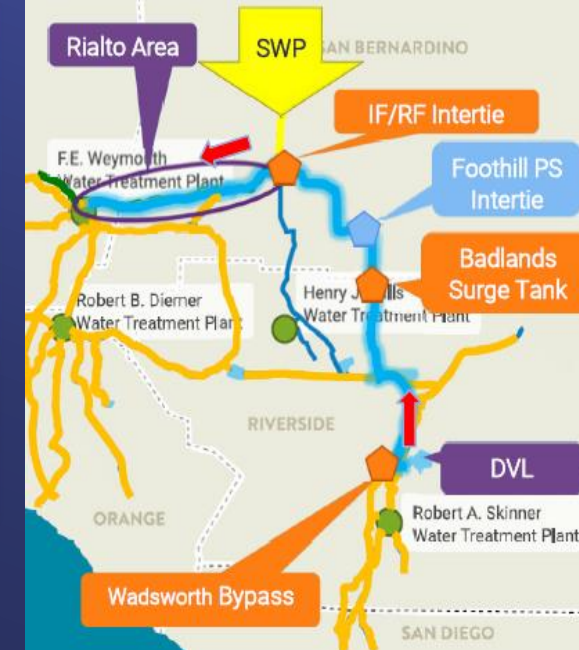 Rialto Area
SWP
SAN BERNARDINO
IF/RF Intertie
F.E. Weymouth
Water Treatment Plant
Foothill PS
Intertie
Badlands
Surge Tank
Robert B. Diemer
Water Treatment Plant
Henry J. Mills
Water Treatment Plant
RIVERSIDE
DVL
ORANGE
Robert A. Skinner
Water Treatment Plant
Wadsworth Bypass
SAN DIEGO